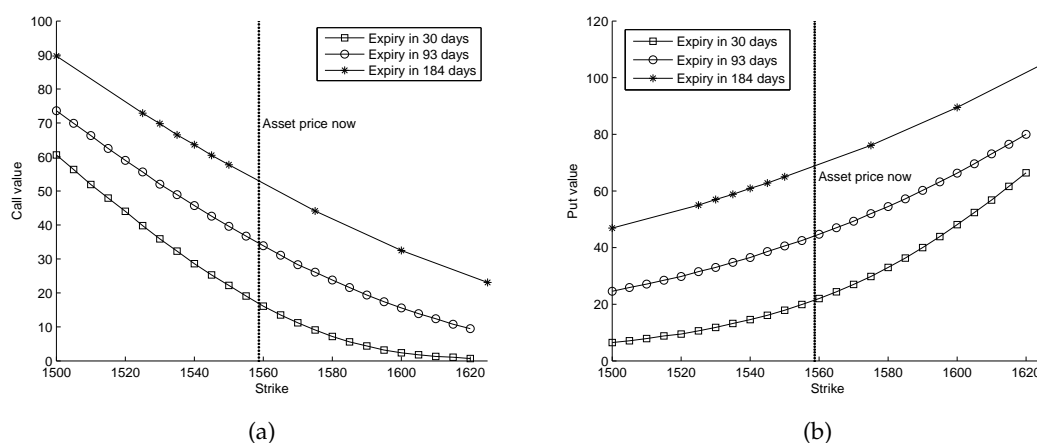 100
90
80
70
60
50
40
30
20
10
0
Call value
Expiry in 30 days
Expiry in 93 days
Expiry in 184 days
Asset price now
1500
1520
1540
1560
1580
1600
1620
Strike
(a)
120
100
80
60
40
20
0
Put value
Expiry in 30 days
Expiry in 93 days
Expiry in 184 days
Asset price now
1500
1520
1540
1560
1580
1600
1620
Strike
(b)